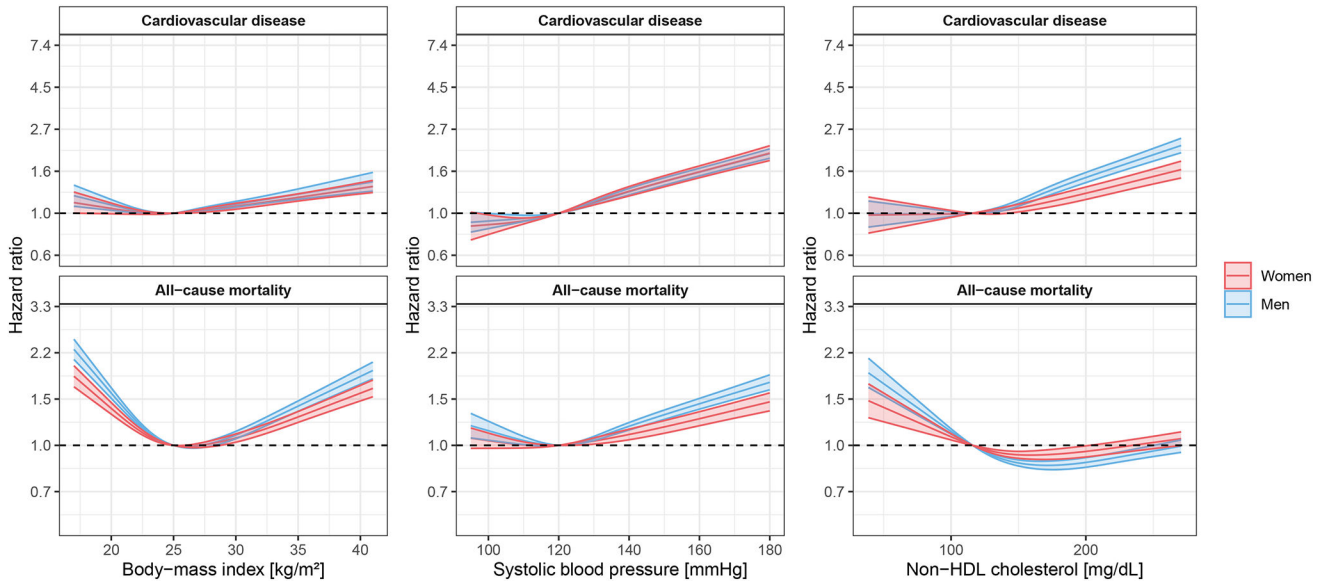 Cardiovascular disease
Cardiovascular disease
Cardiovascular disease
7.4
4.5
2.7
1.6
1.0
0.6
7.4
4.5
2.7
1.6
1.0
0.6
7.4
4.5
2.7
1.6
1.0
0.6
Hazard ratio
Hazard ratio
Hazard ratio
All−cause mortality
All−cause mortality
All−cause mortality
3.3
2.2
1.5
1.0
0.7
3.3
2.2
1.5
1.0
0.7
3.3
2.2
1.5
1.0
0.7
20 25 30 35 40
100 120 140 160 180
100 200
Body−mass index [kg/m²]
Systolic blood pressure [mmHg]
Non−HDL cholesterol [mg/dL]
Women
Men